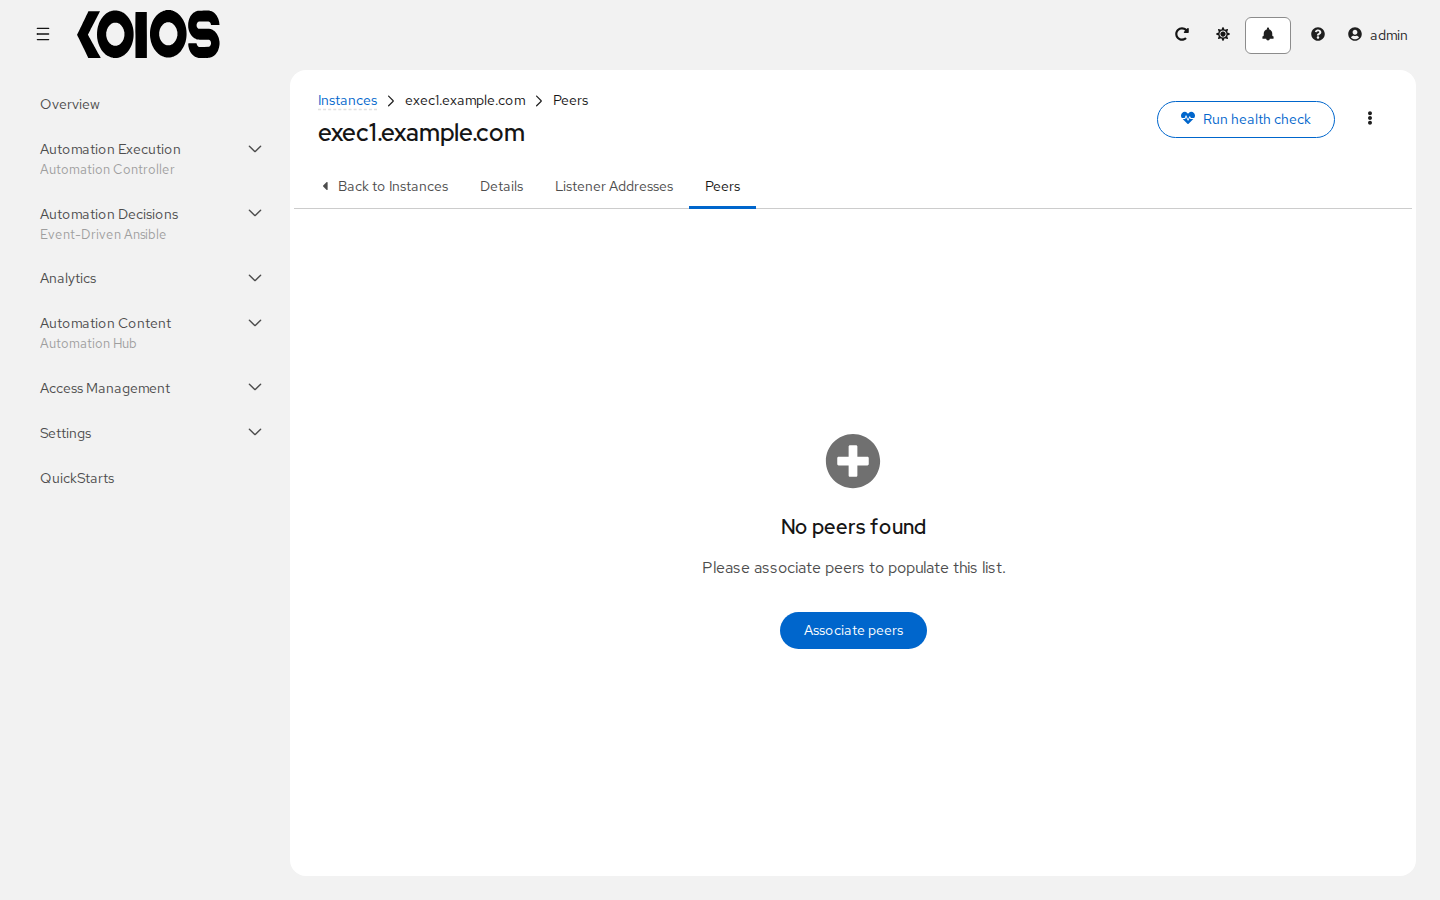 KOIOS
admin
Overview
Automation Execution
Automation Controller
Automation Decisions
Event-Driven Ansible
Analytics
Automation Content
Automation Hub
Access Management
Settings
QuickStarts
Instances exec1.example.com Peers
exec1.example.com
Run health check
Back to Instances Details Listener Addresses Peers
No peers found
Please associate peers to populate this list.
Associate peers